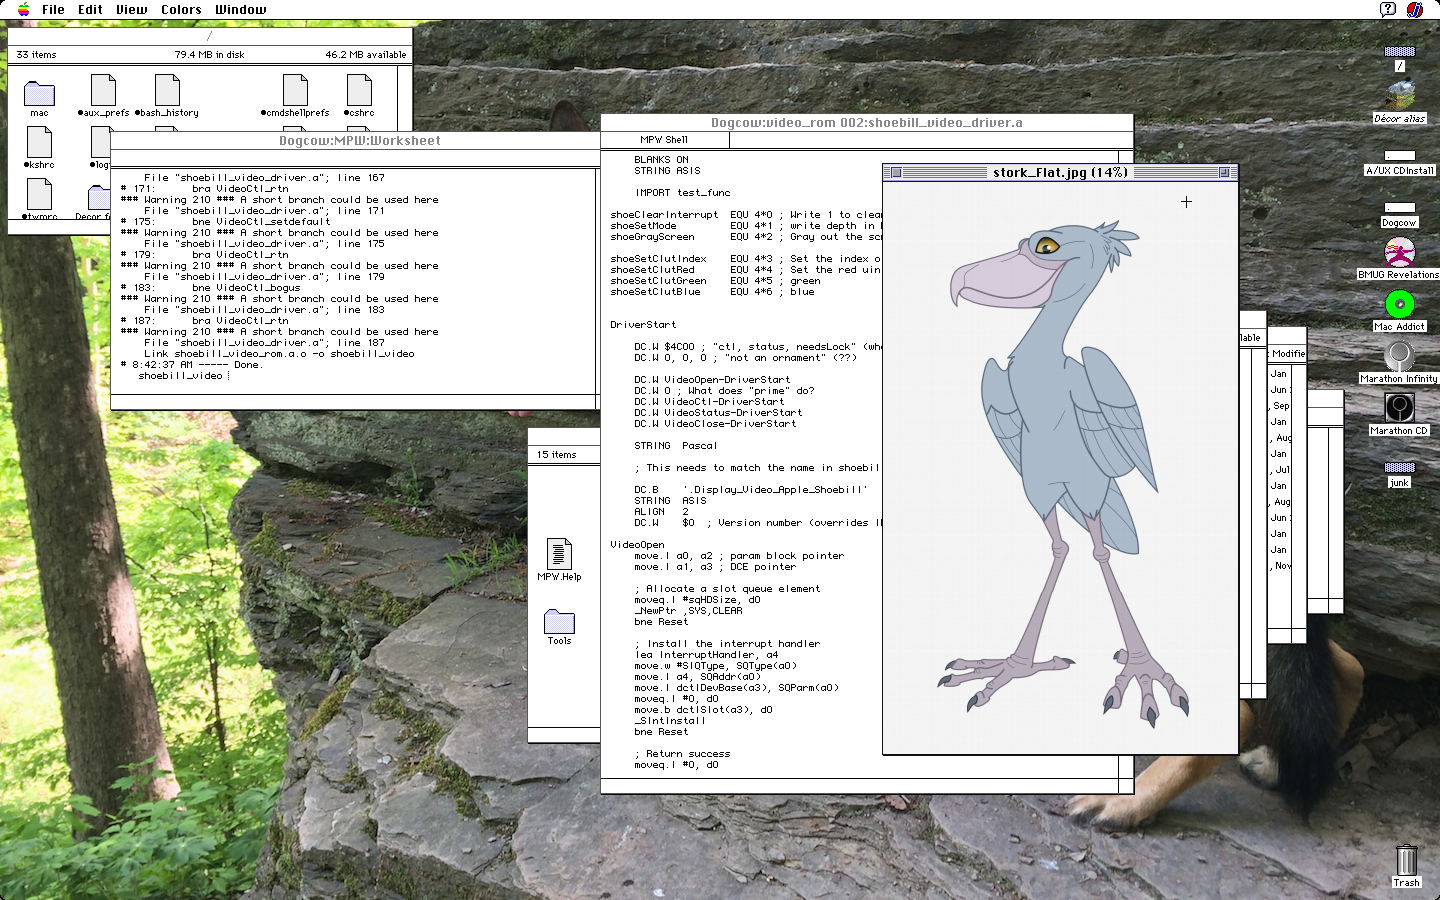 File Edit View Colors Window
/
33 items 79.4 MB in disk 46.2 MB available
mac
●aux_prefs
●bash_history
●cmdshellprefs
●cshrc
●kshrc
Dogcow:MPW:Worksheet
File "shoebill_video_driver.a"; line 167
# 171: bra VideoCtl_rtn
### Warning 210 ### A short branch could be used here
File "shoebill_video_driver.a"; line 171
# 175: bne VideoCtl_setdefault
### Warning 210 ### A short branch could be used here
File "shoebill_video_driver.a"; line 175
# 179: bra VideoCtl_rtn
### Warning 210 ### A short branch could be used here
File "shoebill_video_driver.a"; line 179
# 183: bne VideoCtl_bogus
### Warning 210 ### A short branch could be used here
File "shoebill_video_driver.a"; line 183
# 187: bra VideoCtl_rtn
### Warning 210 ### A short branch could be used here
File "shoebill_video_driver.a"; line 187
Link shoebill_video_rom.a.o -o shoebill_video
# 8:42:37 AM ----- Done.
shoebill_video
15 items
MPW.Help
Tools
Dogcow:video_rom 002:shoebill_video_driver.a
MPW Shell
BLANKS ON
STRING ASIS
IMPORT test_func
shoeClearInterrupt EQU 4*0 ; Write 1 to clea
shoeSetMode EQU 4*1 ; write depth in
shoeGrayScreen EQU 4*2 ; Gray out the scr
shoeSetClutIndex EQU 4*3 ; Set the index o
shoeSetClutRed EQU 4*4 ; Set the red uin
shoeSetClutGreen EQU 4*5 ; green
shoeSetClutBlue EQU 4*6 ; blue
DriverStart
DC.W $4C00 ; "ctl, status, needsLock" (wh
DC.W 0, 0, 0 ; "not an ornament" (??)
DC.W VideoOpen-DriverStart
DC.W 0 ; What does "prime" do?
DC.W VideoCtl-DriverStart
DC.W VideoStatus-DriverStart
DC.W VideoClose-DriverStart
STRING Pascal
; This needs to match the name in shoebil
DC.B '.Display_Video_Apple_Shoebill'
STRING ASIS
ALIGN 2
DC.W $0 ; Version number (overrides
VideoOpen
move.l a0, a2 ; param block pointer
move.l a1, a3 ; DCE pointer
; Allocate a slot queue element
moveq.l #sqHDSize, d0
_NewPtr ,SYS,CLEAR
bne Reset
; Install the interrupt handler
lea InterruptHandler, a4
move.w #SIQType, SQType(a0)
move.l a4, SQAddr(a0)
move.l dctlDevBase(a3), SQParm(a0)
moveq.l #0, d0
move.b dctlSlot(a3), d0
_SIntInstall
bne Reset
; Return success
moveq.l #0, d0
stork_Flat.jpg (14%)
lable
Modifie
Jan
Jun
, Sep
Jan
, Aug
Jan
, Jul
Jan
, Aug
Jun
Jan
Jan
, Nov
/
Décor alias
A/UX CDInstall
Dogcow
BMUG Revelations
Mac Addict
Marathon Infinity
Marathon CD
junk
Trash